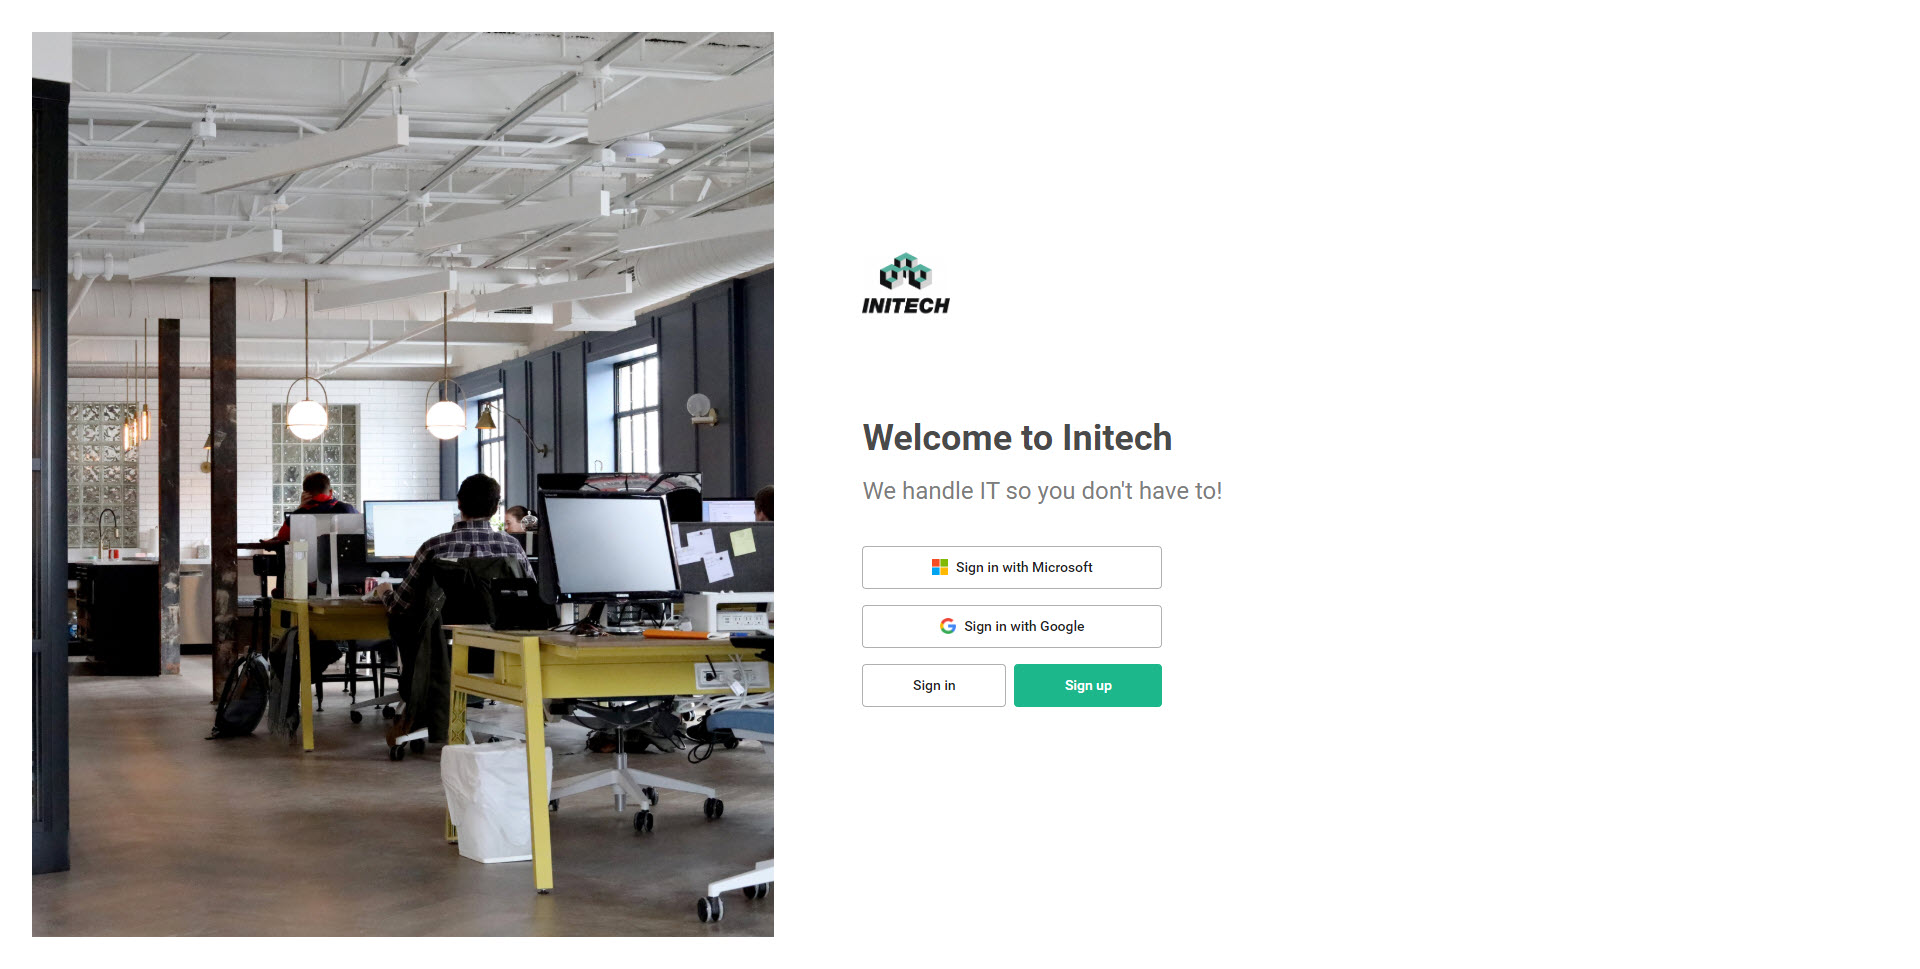 INITECH
Welcome to Initech
We handle IT so you don't have to!
Sign in with Microsoft
Sign in with Google
Sign in
Sign up